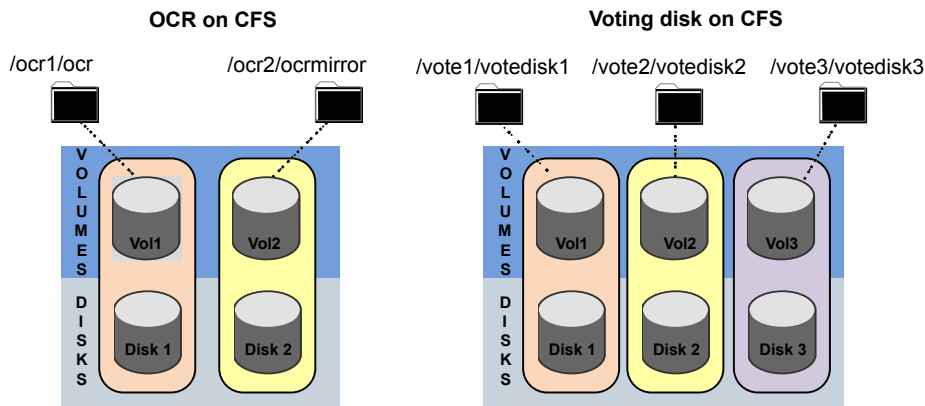 OCR on CFS
/ocr1/ocr
/ocr2/ocrmirror
VOLUMES
Vol1
Vol2
DISKS
Disk 1
Disk 2
Voting disk on CFS
/vote1/votedisk1
/vote2/votedisk2
/vote3/votedisk3
VOLUMES
Vol1
Vol2
Vol3
DISKS
Disk 1
Disk 2
Disk 3